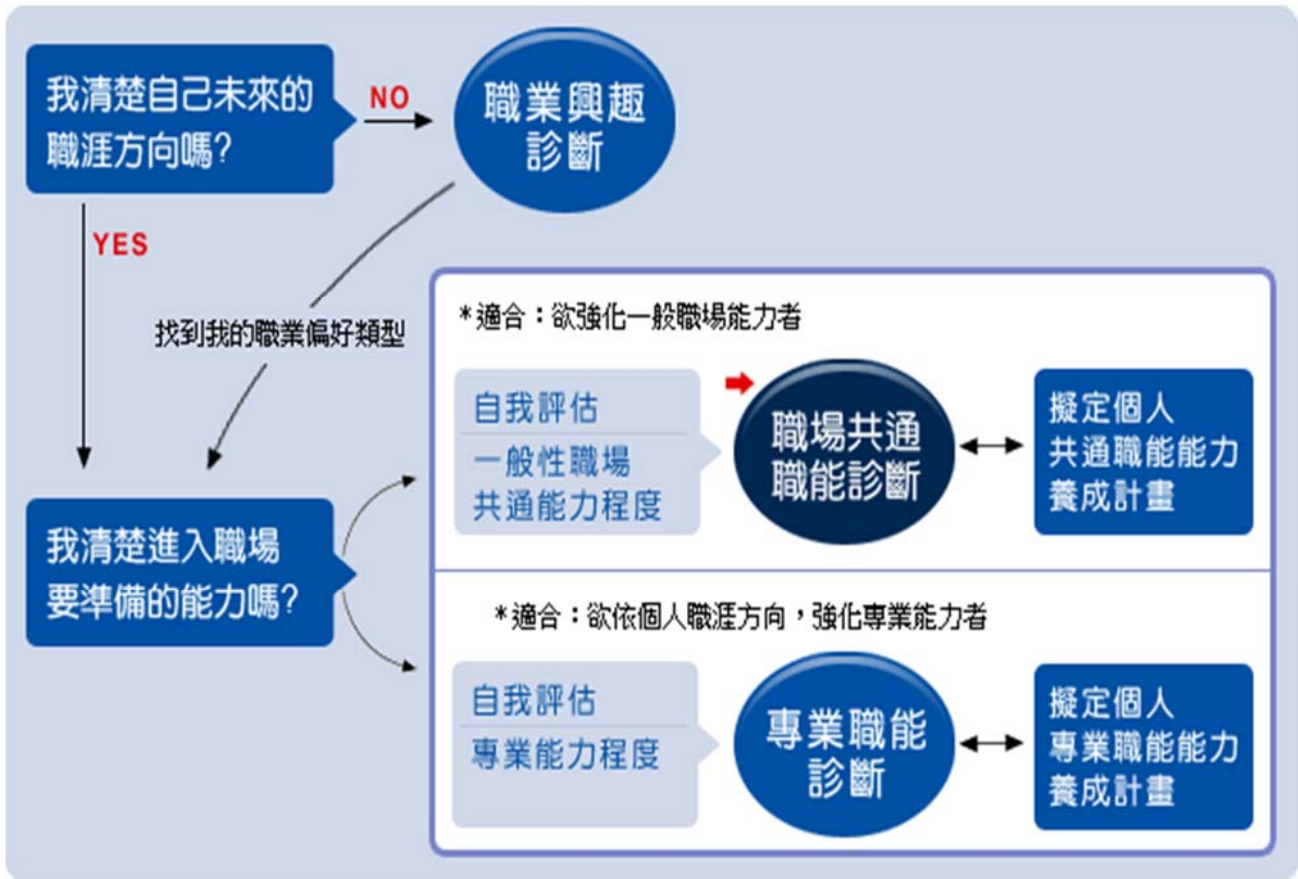 我清楚自己未來的
職涯方向嗎?
NO
職業興趣
診斷
YES
找到我的職業偏好類型
我清楚進入職場
要準備的能力嗎?
*適合：欲強化一般職場能力者
自我評估
一般性職場
共通能力程度
職場共通
職能診斷
擬定個人
共通職能能力
養成計畫
*適合：欲依個人職涯方向，強化專業能力者
自我評估
專業能力程度
專業職能
診斷
擬定個人
專業職能能力
養成計畫